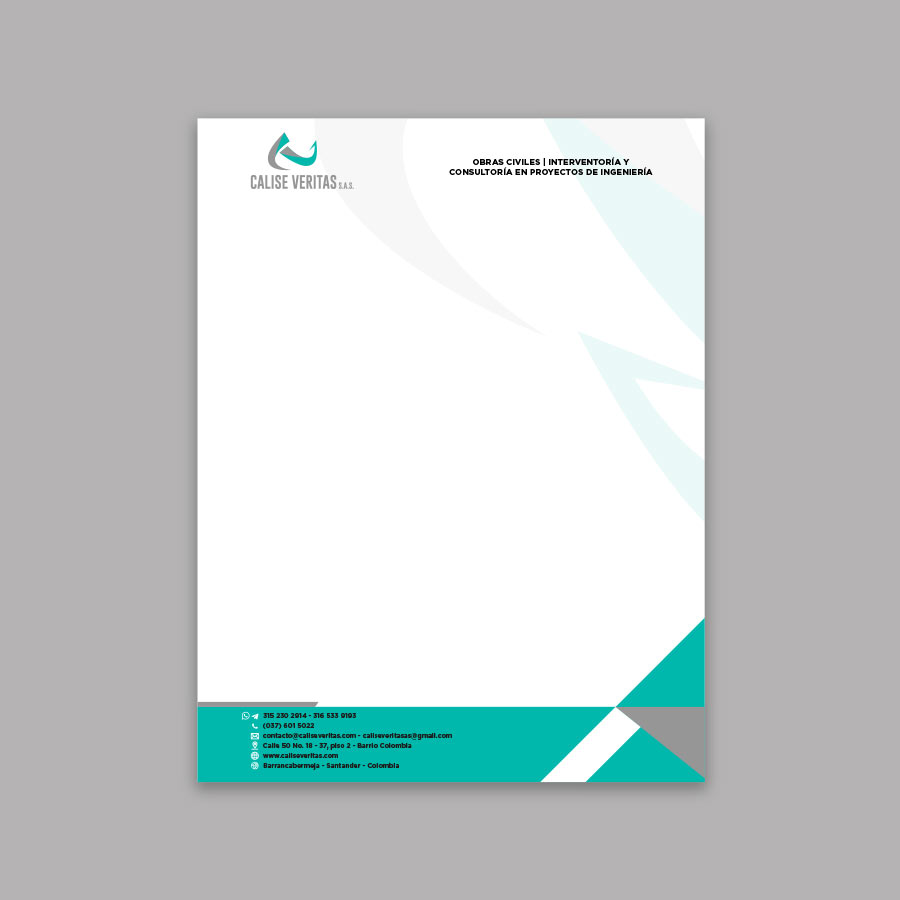 CALISE VERITAS S.A.S.
OBRAS CIVILES | INTERVENTORÍA Y
CONSULTORÍA EN PROYECTOS DE INGENIERÍA
315 230 2914 - 316 533 9193
(037) 601 5022
contacto@caliseveritas.com - caliseveritasas@gmail.com
Calle 50 No. 18 - 37, piso 2 - Barrio Colombia
www.caliseveritas.com
Barrancabermeja - Santander - Colombia